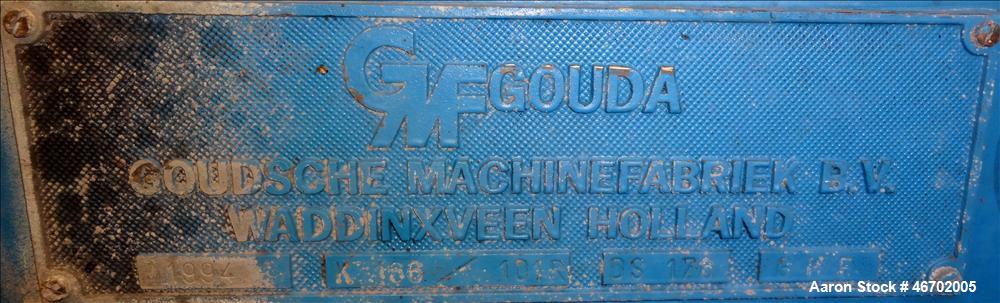 GMF GOUDA
GOUDSCHE MACHINEFABRIEK B.V.
WADDINXVEEN HOLLAND
1994
Aaron Stock # 46702005